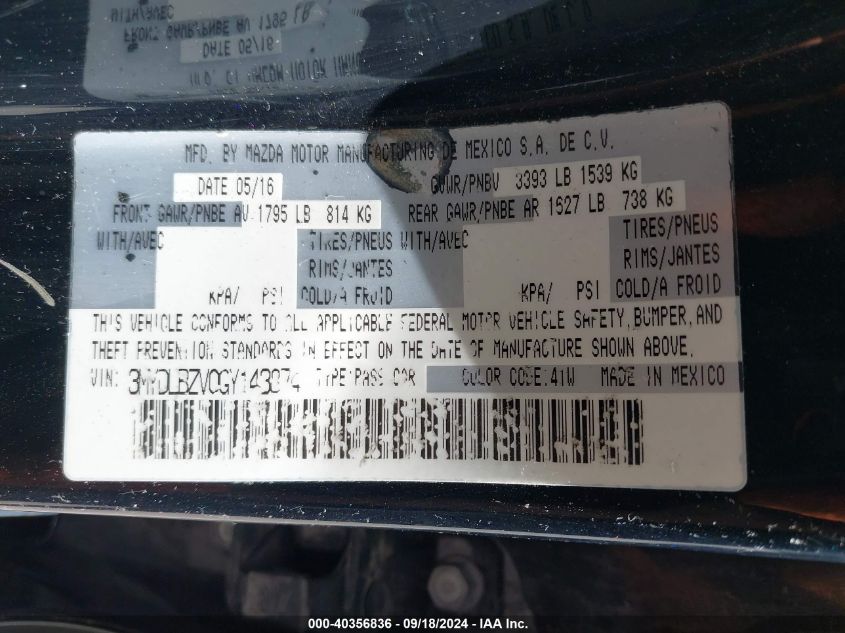 MFD. BY MAZDA MOTOR MANUFACTURING DE MEXICO S.A. DE C.V.
DATE 05/16 GVWR/PNBV 3393 LB 1539 KG
FRONT GAWR/PNBE AV 1795 LB 814 KG REAR GAWR/PNBE AR 1627 LB 738 KG
WITH/AVEC TIRES/PNEUS WITH/AVEC TIRES/PNEUS
RIMS/JANTES RIMS/JANTES
KPA/ PSI COLD/A FROID KPA/ PSI COLD/A FROID
THIS VEHICLE CONFORMS TO ALL APPLICABLE FEDERAL MOTOR VEHICLE SAFETY, BUMPER, AND
THEFT PREVENTION STANDARDS IN EFFECT ON THE DATE OF MANUFACTURE SHOWN ABOVE.
VIN: TYPE:PASS CAR COLOR CODE:41W MADE IN MEXICO
000-40356836 - 09/18/2024 - IAAI Inc.